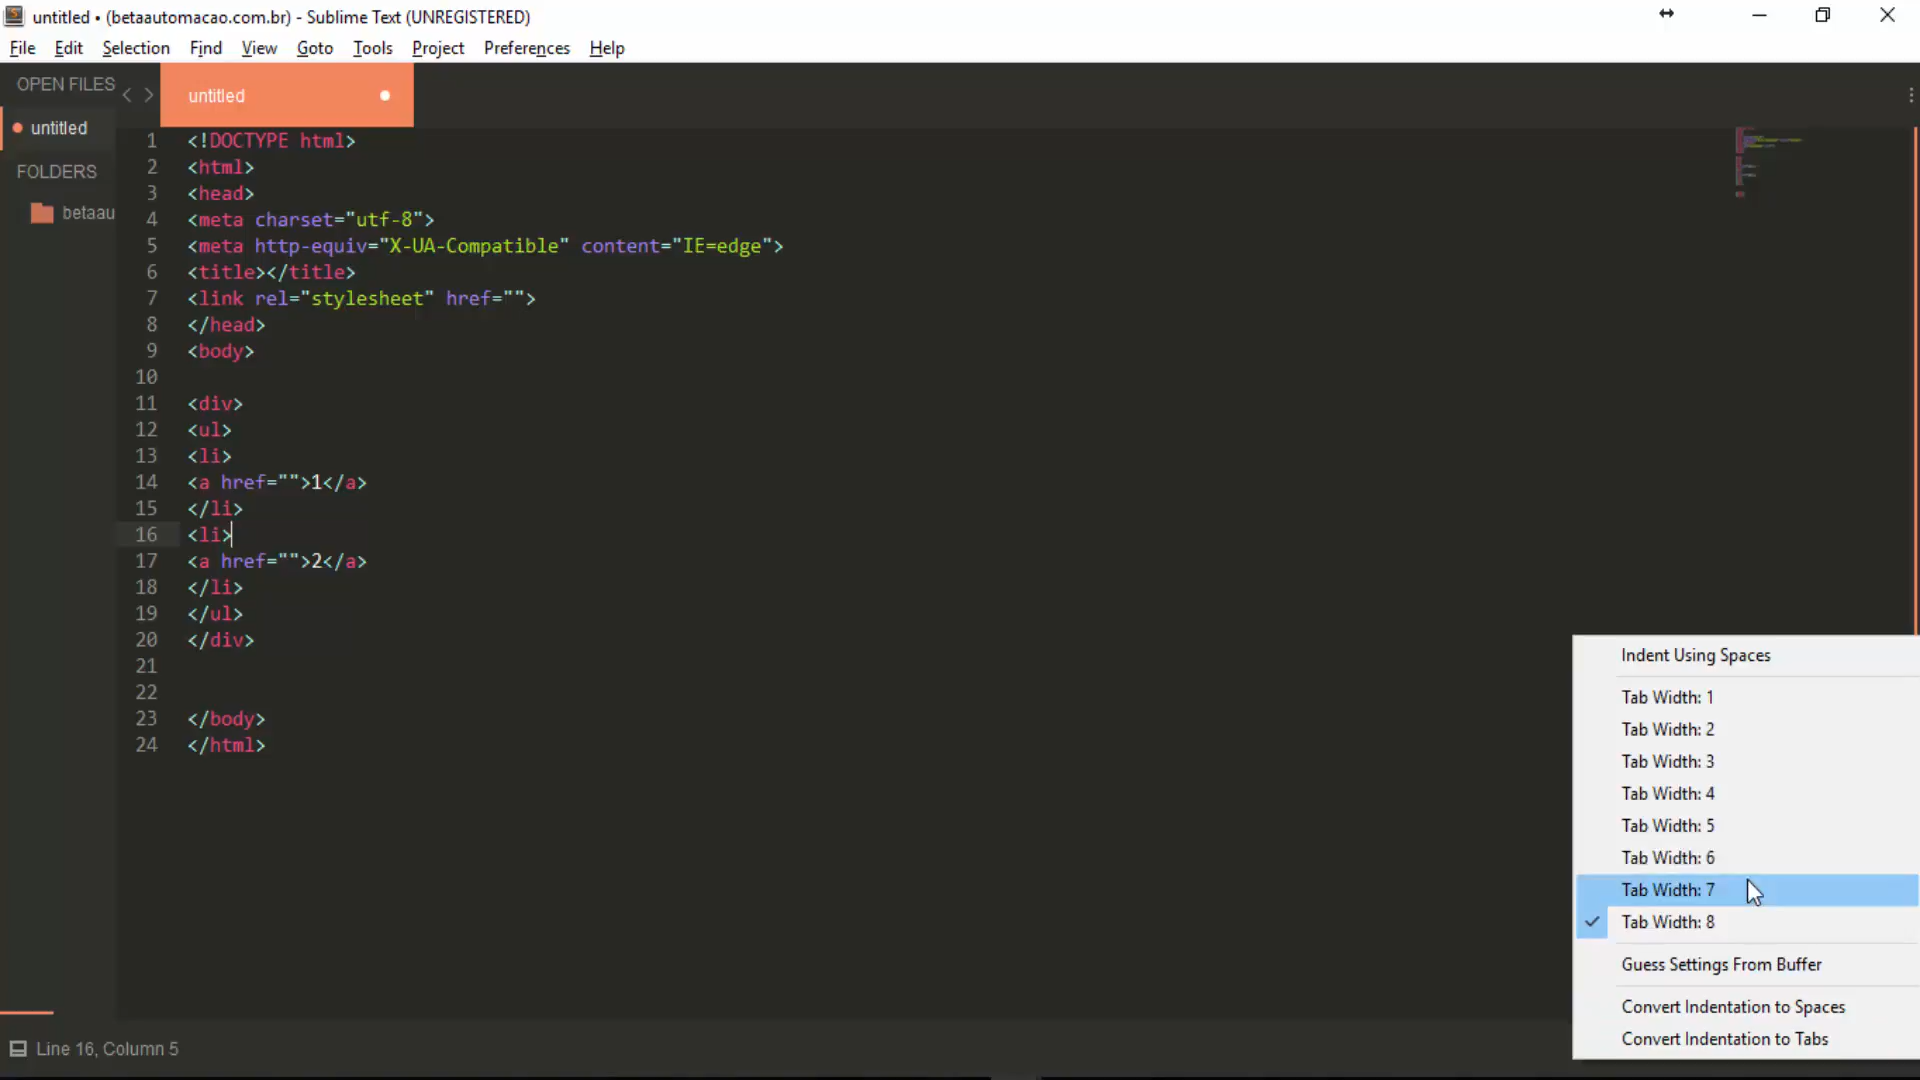 untitled • (betaautomacao.com.br) - Sublime Text (UNREGISTERED)
File Edit Selection Find View Goto Tools Project Preferences Help
OPEN FILES
untitled
untitled
FOLDERS
betaau
1 <!DOCTYPE html>
2 <html>
3 <head>
4 <meta charset="utf-8">
5 <meta http-equiv="X-UA-Compatible" content="IE=edge">
6 <title></title>
7 <link rel="stylesheet" href="">
8 </head>
9 <body>
10
11 <div>
12 <ul>
13 <li>
14 <a href="">1</a>
15 </li>
16 <li>
17 <a href="">2</a>
18 </li>
19 </ul>
20 </div>
21
22
23 </body>
24 </html>
Indent Using Spaces
Tab Width: 1
Tab Width: 2
Tab Width: 3
Tab Width: 4
Tab Width: 5
Tab Width: 6
Tab Width: 7
Tab Width: 8
Guess Settings From Buffer
Convert Indentation to Spaces
Convert Indentation to Tabs
Line 16, Column 5